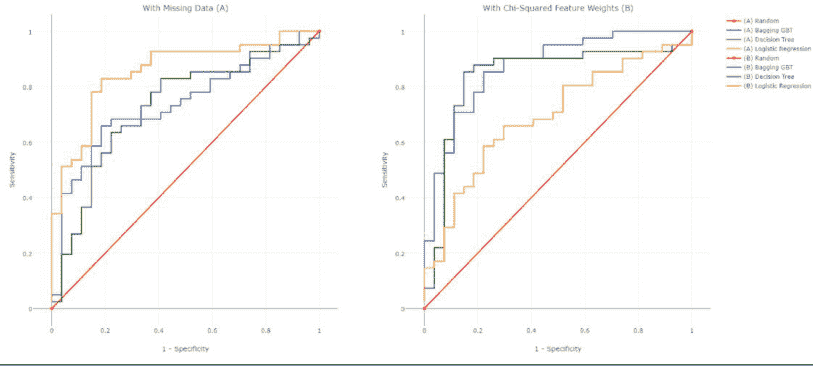 With Missing Data (A)
With Chi-Squared Feature Weights (B)
1
0.8
0.6
0.4
0.2
0
Sensitivity
0
0.2
0.4
0.6
0.8
1
1 - Specificity
1
0.8
0.6
0.4
0.2
0
Sensitivity
0
0.2
0.4
0.6
0.8
1
1 - Specificity
(A) Random
(A) Bagging GBT
(A) Decision Tree
(A) Logistic Regression
(B) Random
(B) Bagging GBT
(B) Decision Tree
(B) Logistic Regression